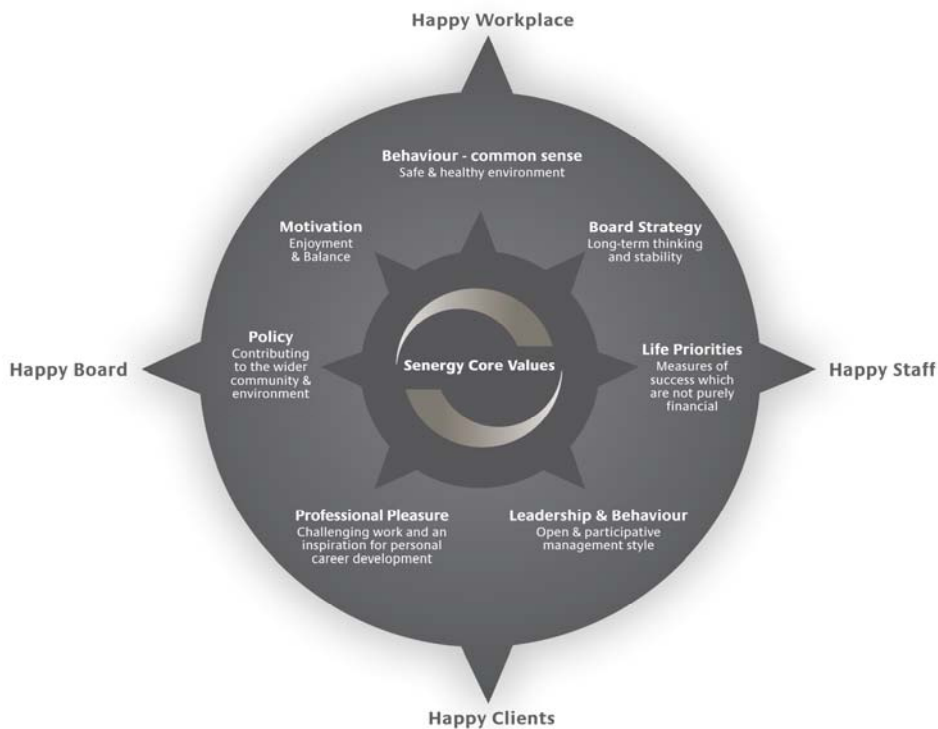 Happy Workplace
Behaviour - common sense
Safe & healthy environment
Motivation
Enjoyment
& Balance
Board Strategy
Long-term thinking
and stability
Happy Board
Policy
Contributing
to the wider
community &
environment
Senergy Core Values
Life Priorities
Measures of
success which
are not purely
financial
Happy Staff
Professional Pleasure
Challenging work and an
inspiration for personal
career development
Leadership & Behaviour
Open & participative
management style
Happy Clients